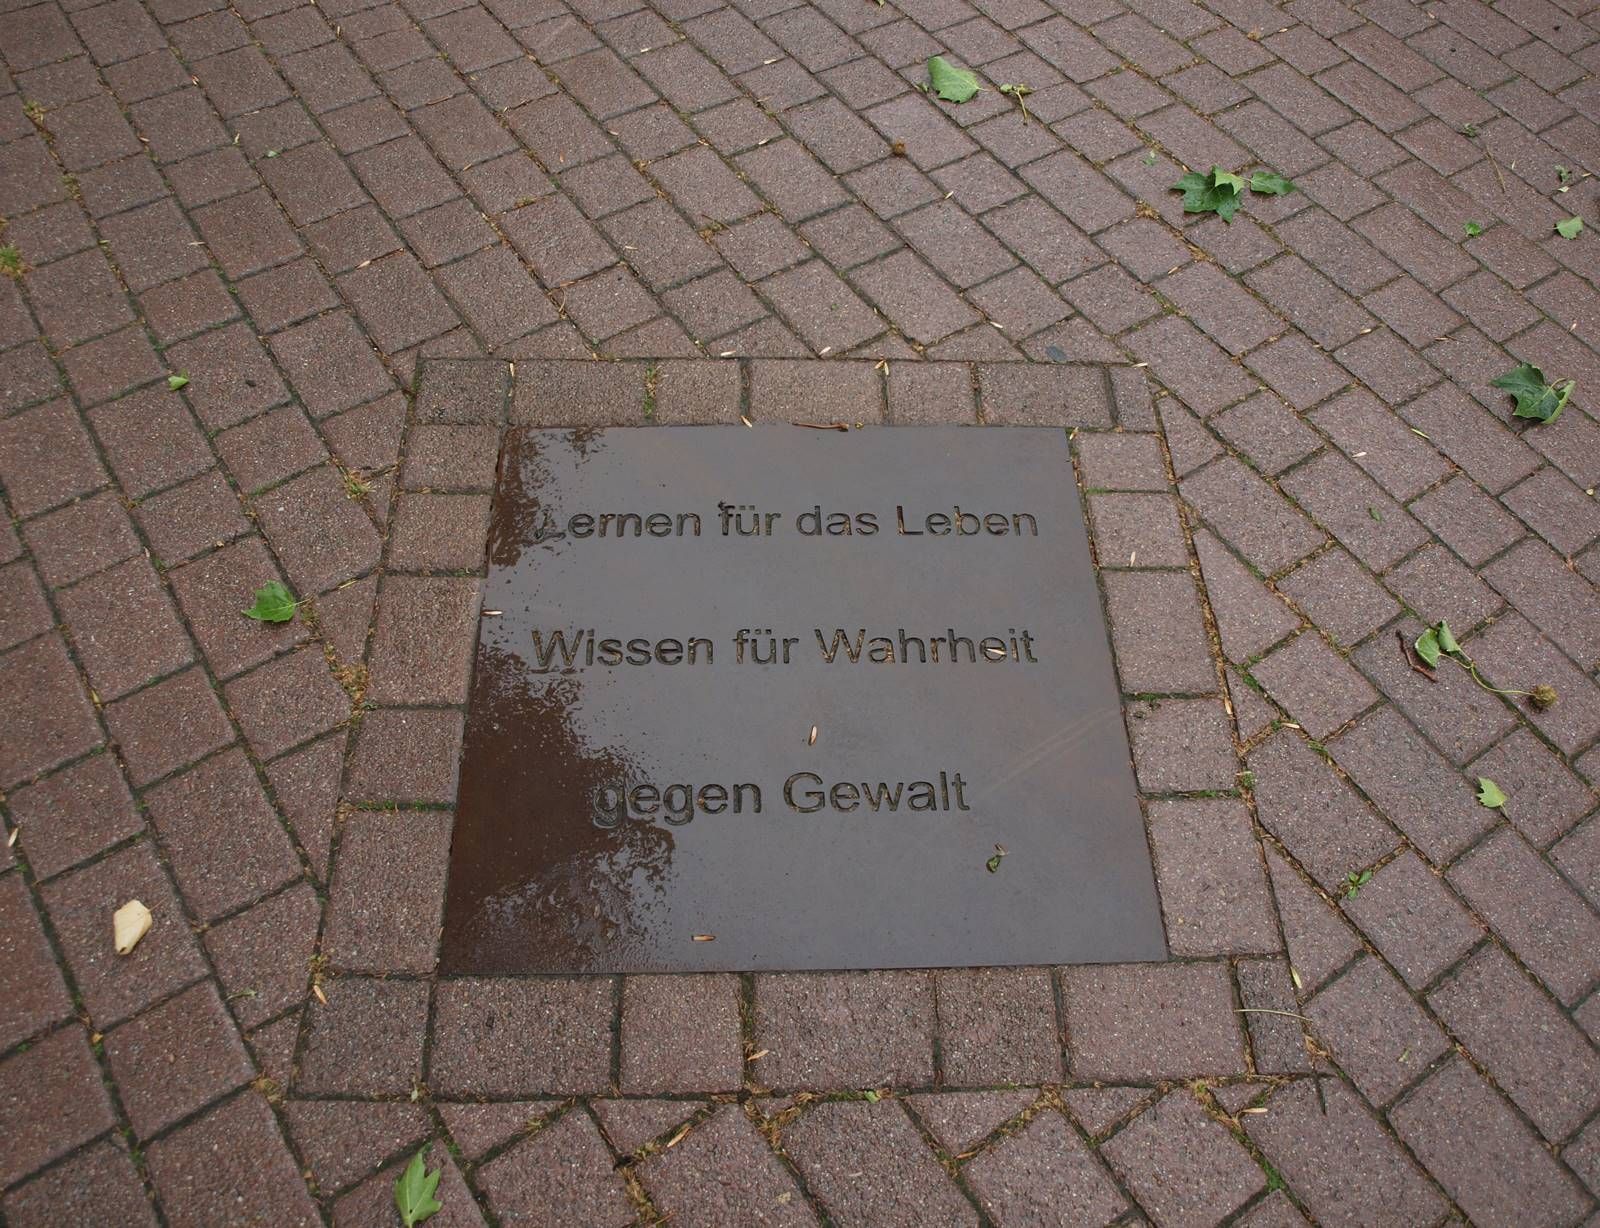 Lernen für das Leben
Wissen für Wahrheit
gegen Gewalt